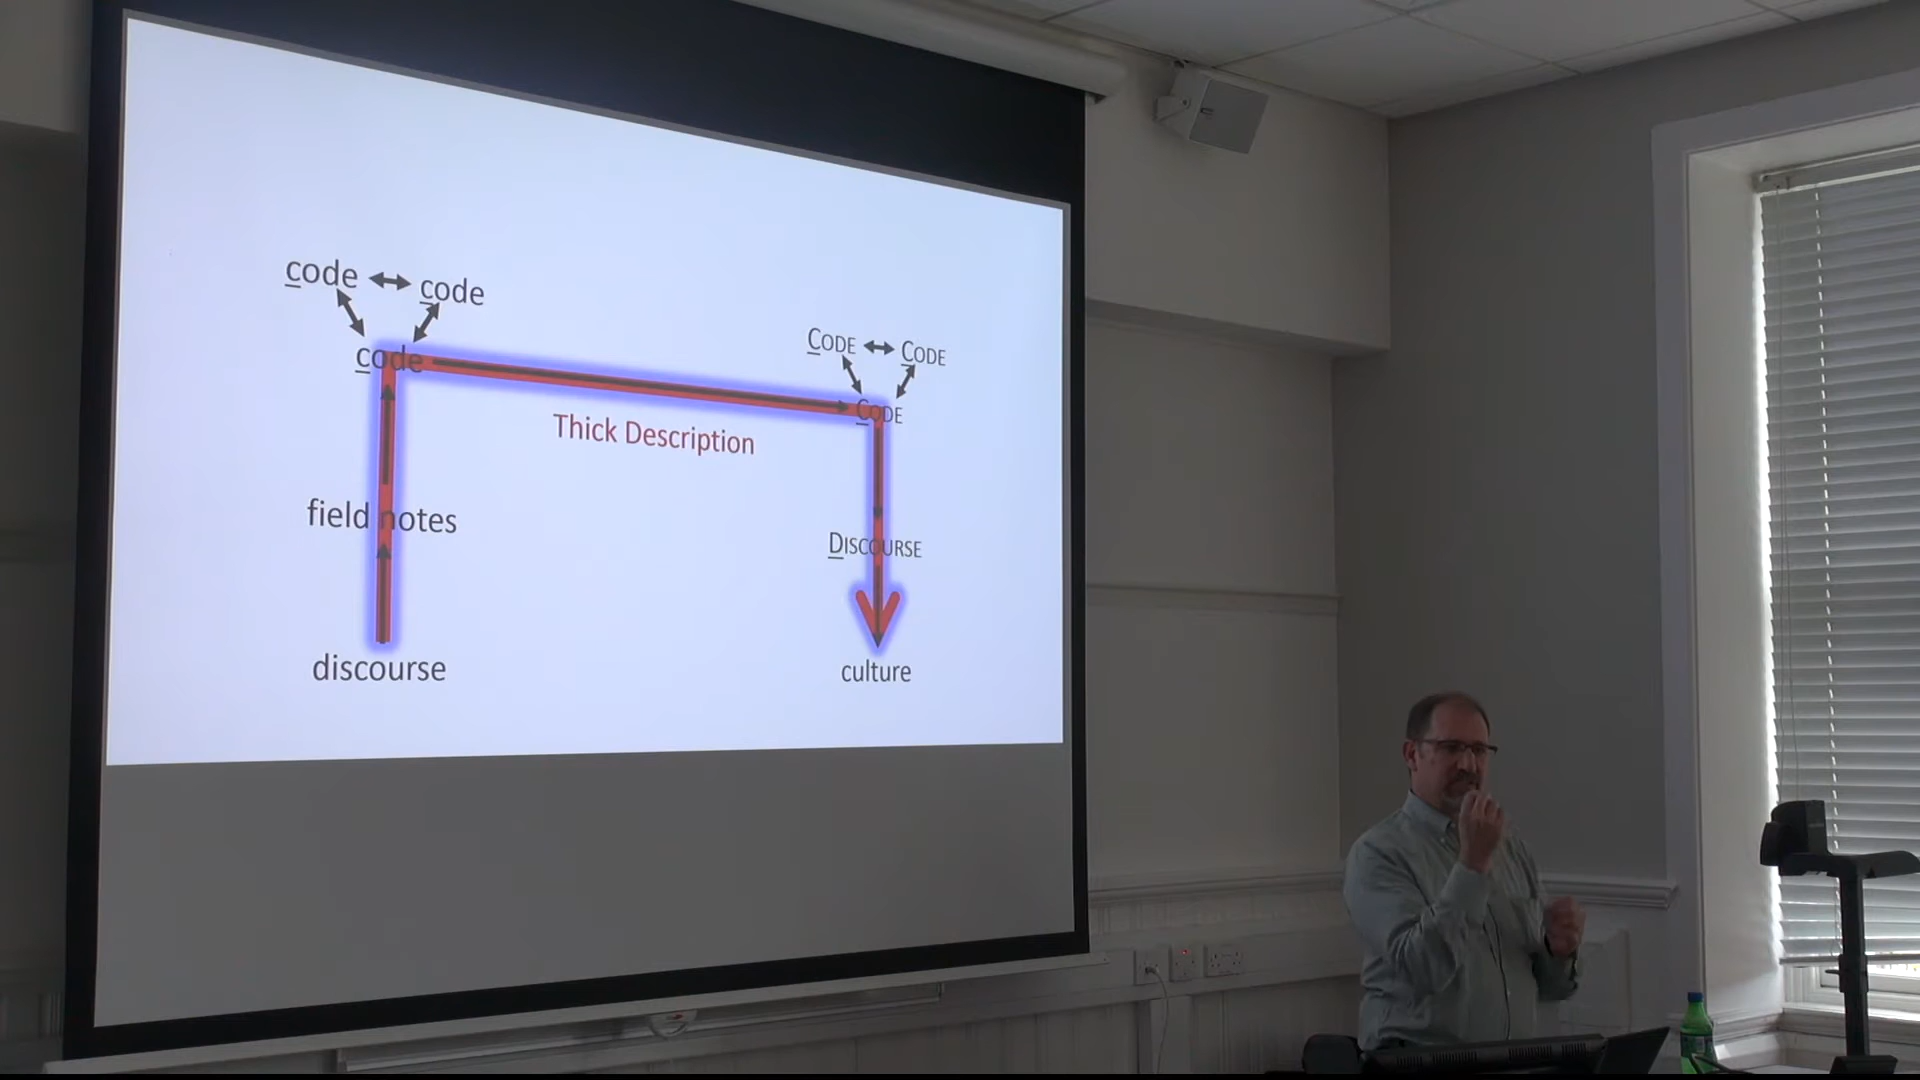 code code
code
CODE CODE
CODE
Thick Description
field notes
DISCOURSE
discourse
culture